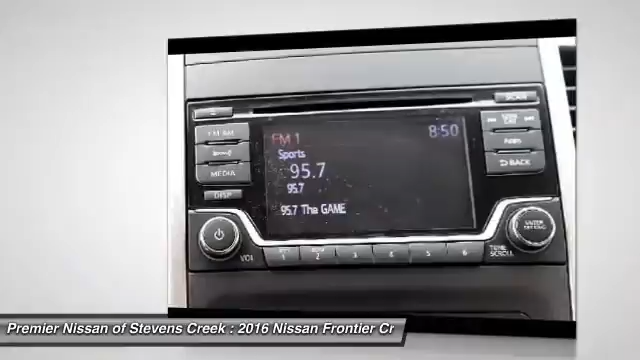 SCAN
FM·AM
MEDIA
DISP
FM 1
8:50
Sports
95.7
95.7
95.7 The GAME
BACK
VOL
1 2 3 4 5 6
TUNE
SCROLL
Premier Nissan of Stevens Creek : 2016 Nissan Frontier Cr